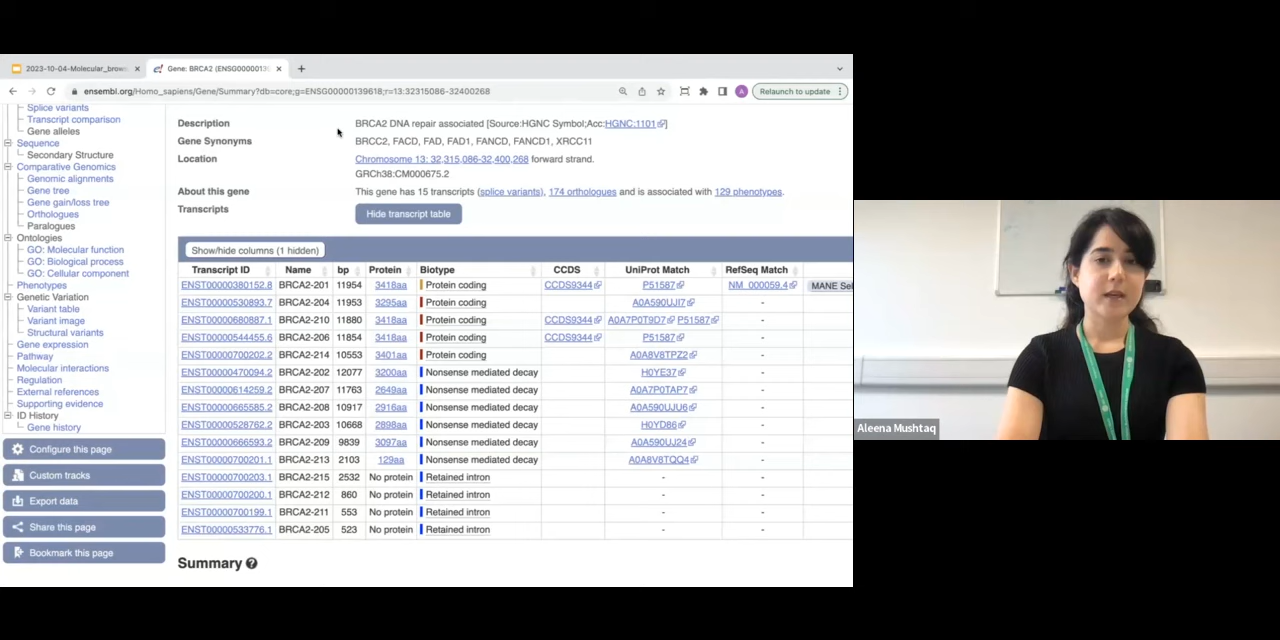 2023-10-04-Molecular_brow
Gene: BRCA2 (ENSG0000013
ensembl.org/Homo_sapiens/Gene/Summary?db=core;g=ENSG00000139618;r=13:32315086-32400268
A
Relaunch to update
Splice variants
Transcript comparison
Gene alleles
Sequence
Secondary Structure
Comparative Genomics
Genomic alignments
Gene tree
Gene gain/loss tree
Orthologues
Paralogues
Ontologies
GO: Molecular function
GO: Biological process
GO: Cellular component
Phenotypes
Genetic Variation
Variant table
Variant image
Structural variants
Gene expression
Pathway
Molecular interactions
Regulation
External references
Supporting evidence
ID History
Gene history
Configure this page
Custom tracks
Export data
Share this page
Bookmark this page
Description BRCA2 DNA repair associated [Source:HGNC Symbol;Acc:HGNC:1101]
Gene Synonyms BRCC2, FACD, FAD, FAD1, FANCD, FANCD1, XRCC11
Location Chromosome 13: 32,315,086-32,400,268 forward strand.
GRCh38:CM000675.2
About this gene This gene has 15 transcripts (splice variants), 174 orthologues and is associated with 129 phenotypes.
Transcripts Hide transcript table
Show/hide columns (1 hidden)
Transcript ID Name bp Protein Biotype CCDS UniProt Match RefSeq Match
ENST00000380152.8 BRCA2-201 11954 3418aa Protein coding CCDS9344 P51587 NM_000059.4 MANE Sel
ENST00000530893.7 BRCA2-204 11953 3295aa Protein coding A0A590UJI7 -
ENST00000680887.1 BRCA2-210 11880 3418aa Protein coding CCDS9344 A0A7P0T9D7 P51587 -
ENST00000544455.6 BRCA2-206 11854 3418aa Protein coding CCDS9344 P51587 -
ENST00000700202.2 BRCA2-214 10553 3401aa Protein coding A0A8V8TPZ2 -
ENST00000470094.2 BRCA2-202 12077 3200aa Nonsense mediated decay H0YE37 -
ENST00000614259.2 BRCA2-207 11763 2649aa Nonsense mediated decay A0A7P0TAP7 -
ENST00000665585.2 BRCA2-208 10917 2916aa Nonsense mediated decay A0A590UJU6 -
ENST00000528762.2 BRCA2-203 10668 2898aa Nonsense mediated decay H0YD86 -
ENST00000666593.2 BRCA2-209 9839 3097aa Nonsense mediated decay A0A590UJ24 -
ENST00000700201.1 BRCA2-213 2103 129aa Nonsense mediated decay A0A8V8TQQ4 -
ENST00000700203.1 BRCA2-215 2532 No protein Retained intron - -
ENST00000700200.1 BRCA2-212 860 No protein Retained intron - -
ENST00000700199.1 BRCA2-211 553 No protein Retained intron - -
ENST00000533776.1 BRCA2-205 523 No protein Retained intron - -
Summary
Aleena Mushtaq